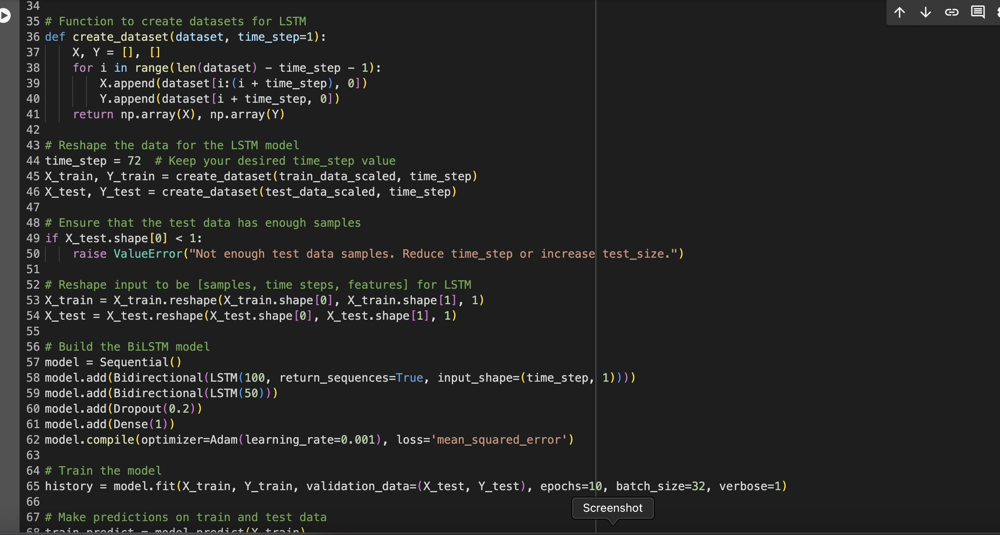 34
35 # Function to create datasets for LSTM
36 def create_dataset(dataset, time_step=1):
37     X, Y = [], []
38     for i in range(len(dataset) - time_step - 1):
39         X.append(dataset[i:(i + time_step), 0])
40         Y.append(dataset[i + time_step, 0])
41     return np.array(X), np.array(Y)
42
43 # Reshape the data for the LSTM model
44 time_step = 72  # Keep your desired time_step value
45 X_train, Y_train = create_dataset(train_data_scaled, time_step)
46 X_test, Y_test = create_dataset(test_data_scaled, time_step)
47
48 # Ensure that the test data has enough samples
49 if X_test.shape[0] < 1:
50     raise ValueError("Not enough test data samples. Reduce time_step or increase test_size.")
51
52 # Reshape input to be [samples, time steps, features] for LSTM
53 X_train = X_train.reshape(X_train.shape[0], X_train.shape[1], 1)
54 X_test = X_test.reshape(X_test.shape[0], X_test.shape[1], 1)
55
56 # Build the BiLSTM model
57 model = Sequential()
58 model.add(Bidirectional(LSTM(100, return_sequences=True, input_shape=(time_step, 1))))
59 model.add(Bidirectional(LSTM(50)))
60 model.add(Dropout(0.2))
61 model.add(Dense(1))
62 model.compile(optimizer=Adam(learning_rate=0.001), loss='mean_squared_error')
63
64 # Train the model
65 history = model.fit(X_train, Y_train, validation_data=(X_test, Y_test), epochs=10, batch_size=32, verbose=1)
66
Screenshot
67 # Make predictions on train and test data
68 train_predict = model.predict(X_train)